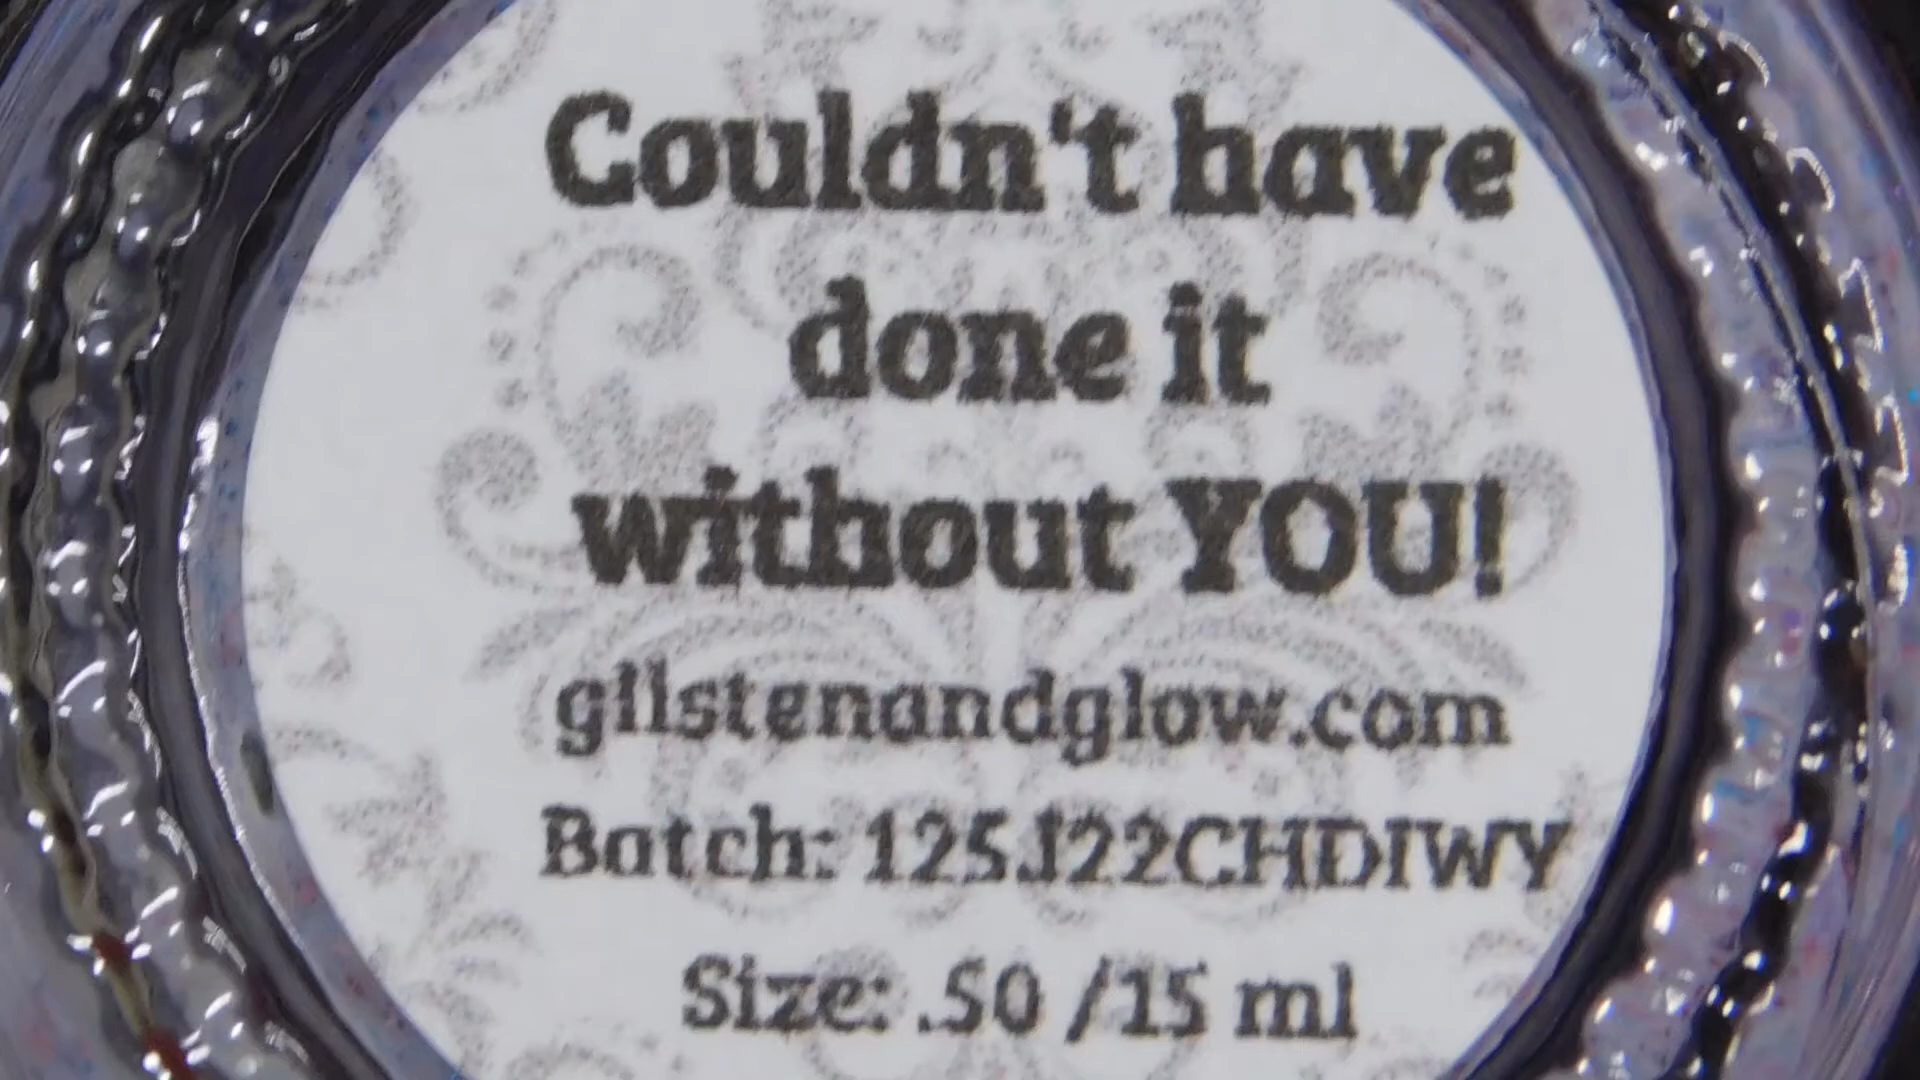 Couldn't have
done it
without YOU!
glistenandglow.com
Batch: 125J22CHDIWY
Size: .50 /15 ml